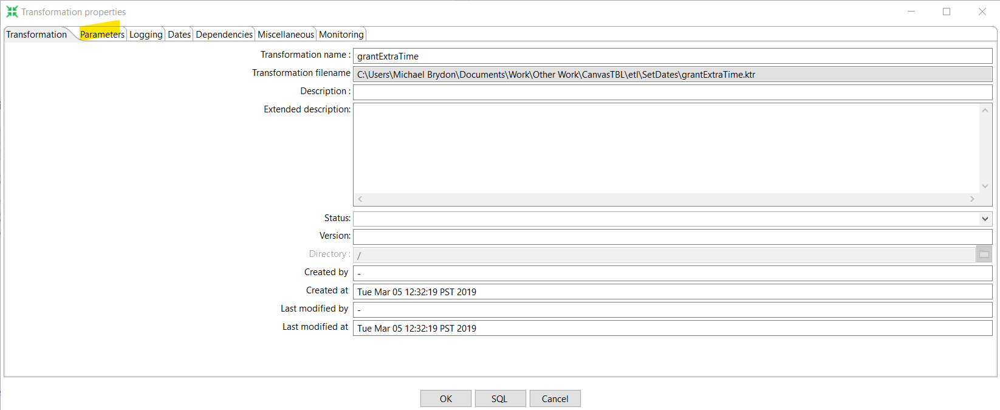 Transformation properties
Transformation Parameters Logging Dates Dependencies Miscellaneous Monitoring
Transformation name : grantExtraTime
Transformation filename C:\Users\Michael Brydon\Documents\Work\Other Work\CanvasTBL\etl\SetDates\grantExtraTime.ktr
Description :
Extended description:
Status:
Version:
Directory : /
Created by -
Created at Tue Mar 05 12:32:19 PST 2019
Last modified by -
Last modified at Tue Mar 05 12:32:19 PST 2019
OK SQL Cancel